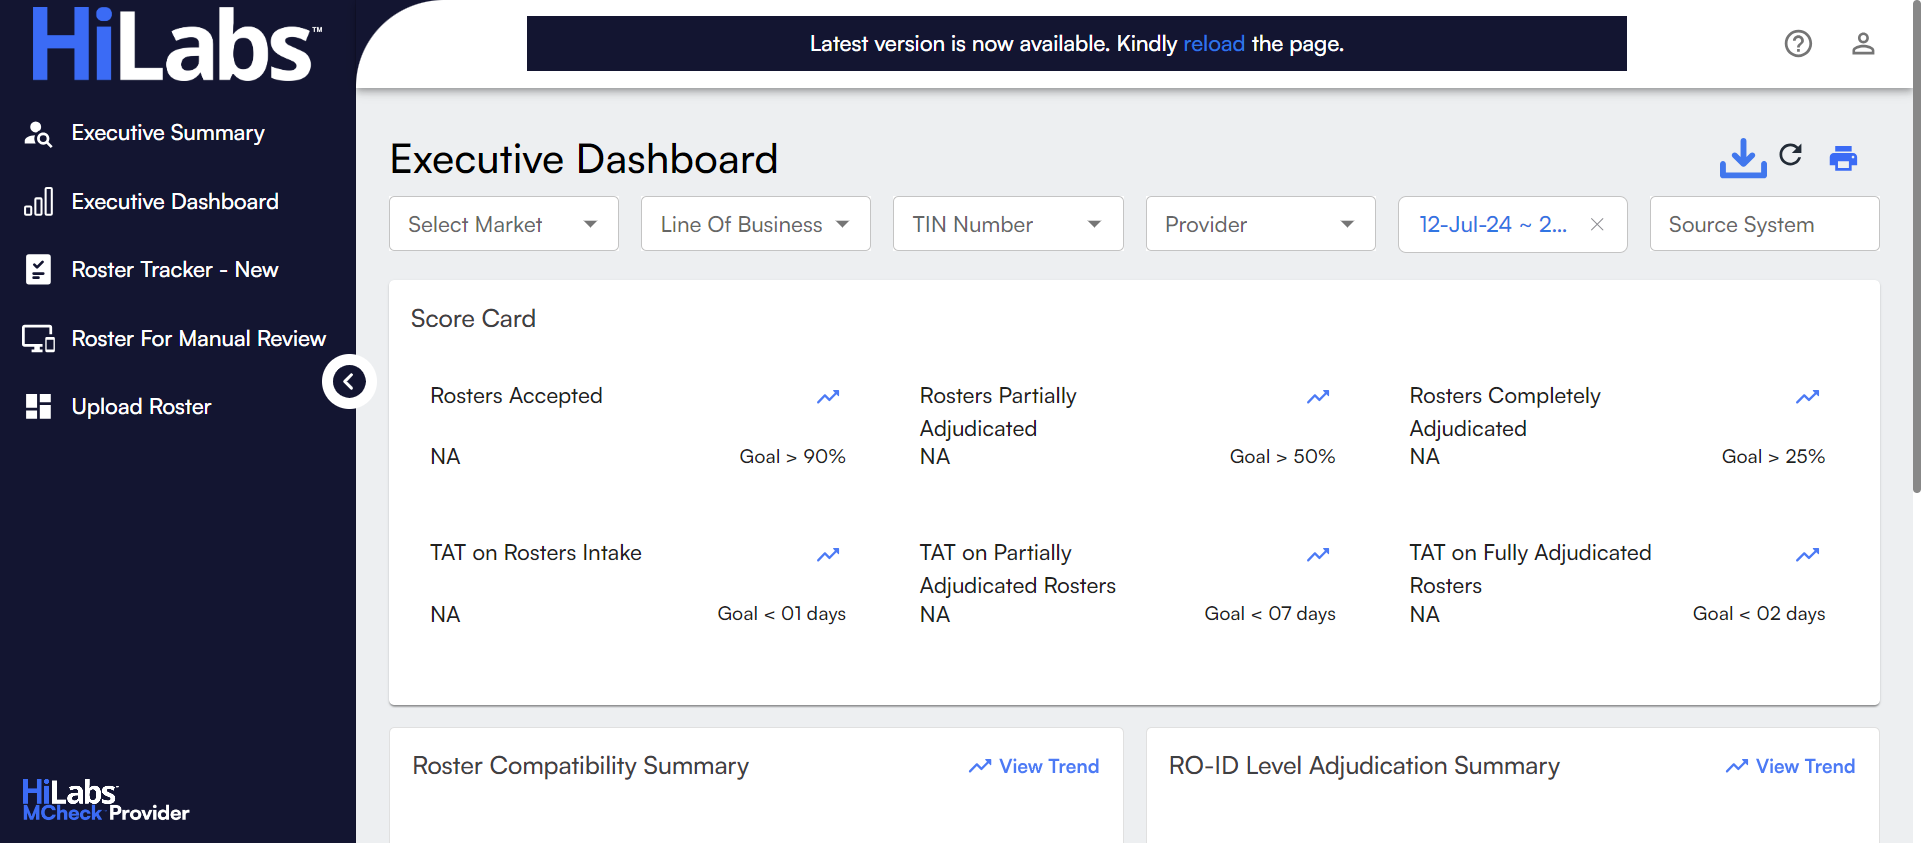 HiLabs™
Latest version is now available. Kindly reload the page.
Executive Summary
Executive Dashboard
Roster Tracker - New
Roster For Manual Review
Upload Roster
HiLabs
MCheck Provider
Executive Dashboard
Select Market
Line Of Business
TIN Number
Provider
12-Jul-24 ~ 2...
Source System
Score Card
Rosters Accepted
NA
Goal > 90%
Rosters Partially
Adjudicated
NA
Goal > 50%
Rosters Completely
Adjudicated
NA
Goal > 25%
TAT on Rosters Intake
NA
Goal < 01 days
TAT on Partially
Adjudicated Rosters
NA
Goal < 07 days
TAT on Fully Adjudicated
Rosters
NA
Goal < 02 days
Roster Compatibility Summary
View Trend
RO-ID Level Adjudication Summary
View Trend